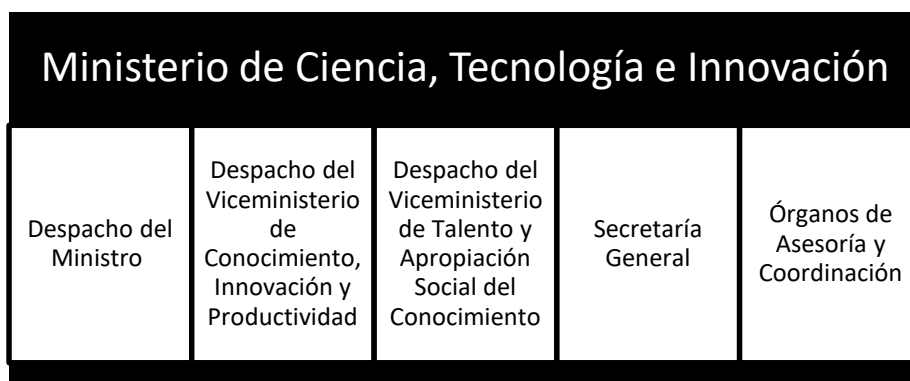 Ministerio de Ciencia, Tecnología e Innovación
Despacho del
Ministro
Despacho del
Viceministerio
de
Conocimiento,
Innovación y
Productividad
Despacho del
Viceministerio
de Talento y
Apropiación
Social del
Conocimiento
Secretaría
General
Órganos de
Asesoría y
Coordinación